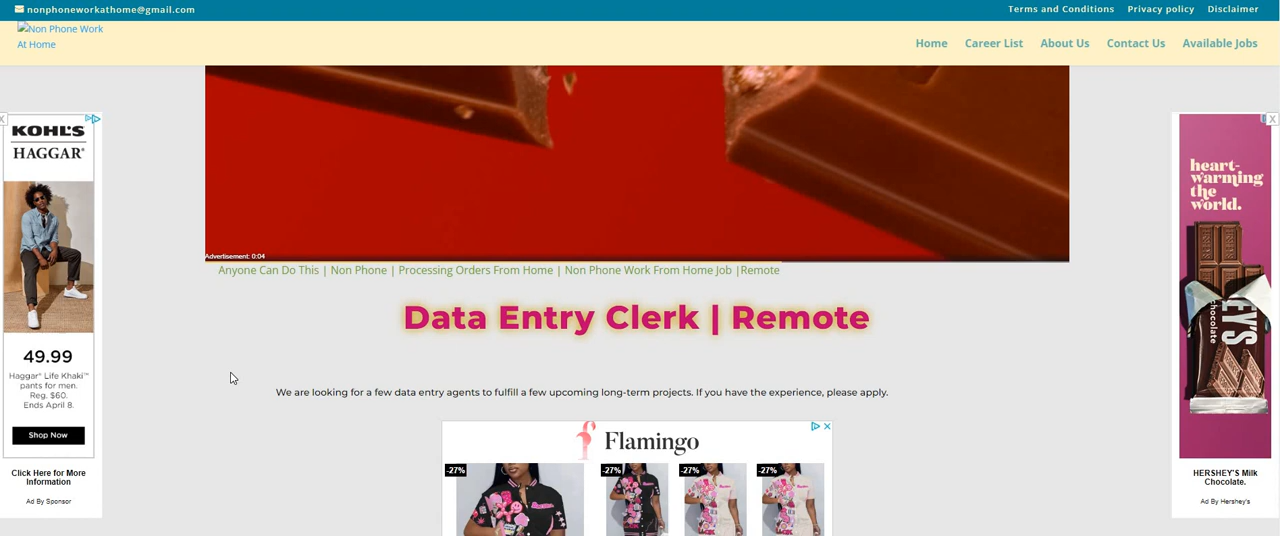 nonphoneworkathome@gmail.com
Terms and Conditions Privacy policy Disclaimer
Non Phone Work
At Home
Home Career List About Us Contact Us Available Jobs
Advertisement: 0:04
Anyone Can Do This | Non Phone | Processing Orders From Home | Non Phone Work From Home Job |Remote
Data Entry Clerk | Remote
We are looking for a few data entry agents to fulfill a few upcoming long-term projects. If you have the experience, please apply.
X
KOHL'S
HAGGAR®
49.99
Haggar® Life Khaki™
pants for men.
Reg. $60.
Ends April 8.
Shop Now
Click Here for More
Information
Ad By Sponsor
Flamingo
-27% -27% -27% -27%
X
heart-
warming
the
world.
EY'S
chocolate
HERSHEY'S Milk
Chocolate.
Ad By Hershey's